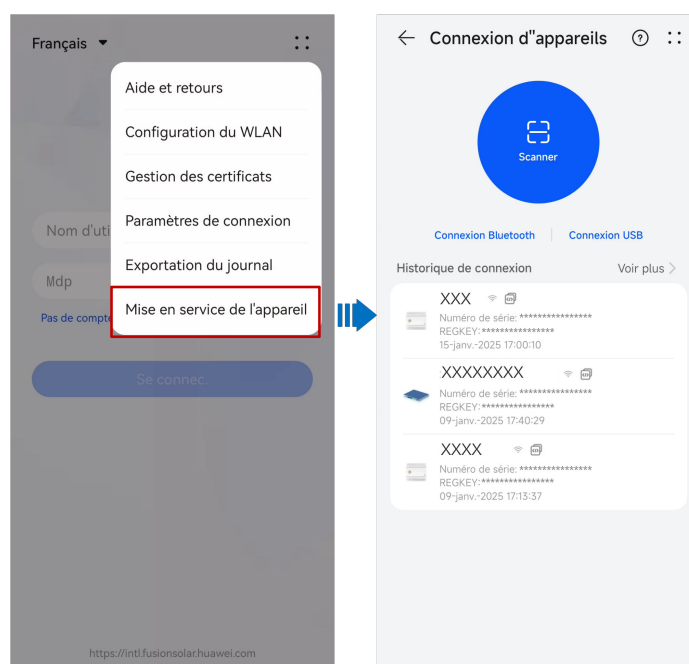 Français
Aide et retours
Configuration du WLAN
Gestion des certificats
Paramètres de connexion
Exportation du journal
Mise en service de l'appareil
Nom d'uti
Mdp
Pas de compte
Se connec.
https://intl.fusionsolar.huawei.com
Connexion d"appareils
Scanner
Connexion Bluetooth
Connexion USB
Historique de connexion
Voir plus
XXX
Numéro de série: ****************
REGKEY:****************
15-janv.-2025 17:00:10
XXXXXXXX
Numéro de série: ****************
REGKEY:****************
09-janv.-2025 17:40:29
XXXX
Numéro de série: ****************
REGKEY:****************
09-janv.-2025 17:13:37